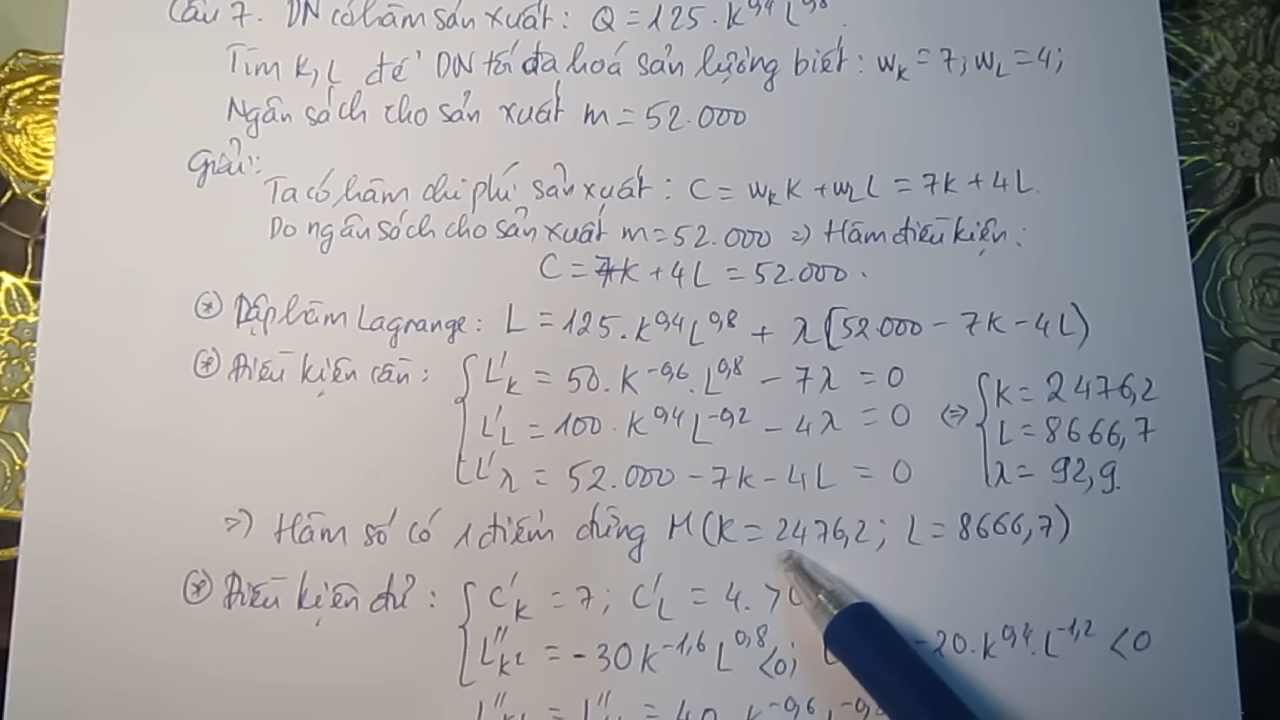 Câu 7. DN có hàm sản xuất: Q = 125. K^0,4 L^0,8.
Tìm K, L để DN tối đa hoá sản lượng biết: w_K = 7; w_L = 4;
Ngân sách cho sản xuất m = 52.000
Giải:
Ta có hàm chi phí sản xuất: C = w_K K + w_L L = 7K + 4L.
Do ngân sách cho sản xuất m = 52.000 => Hàm điều kiện:
C = 7K + 4L = 52.000.
* Lập hàm Lagrange: L = 125. K^0,4 L^0,8 + λ[52.000 - 7K - 4L)
* Điều kiện cần: { L'_K = 50. K^-0,6. L^0,8 - 7λ = 0
L'_L = 100. K^0,4 L^-0,2 - 4λ = 0 <=> { K = 2476,2
L = 8666,7
L'_λ = 52.000 - 7K - 4L = 0 λ = 92,9.
=> Hàm số có 1 điểm dừng M(K = 2476,2; L = 8666,7)
* Điều kiện đủ: { C'_K = 7; C'_L = 4. >0
L''_K² = -30K^-1,6 L^0,8 <0; -20. K^0,4. L^-1,2 <0
= 40 K^-0,6